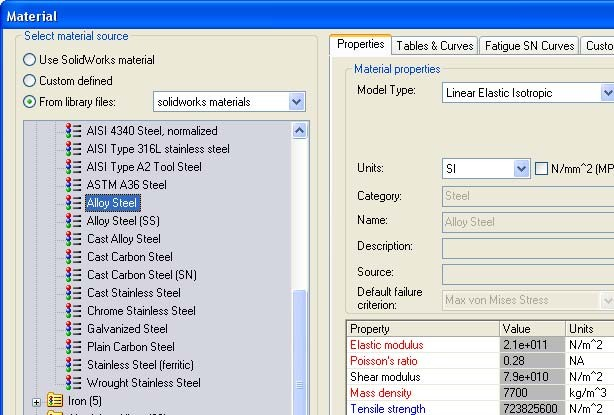 Material
Select material source
Use SolidWorks material
Custom defined
From library files:
solidworks materials
AISI 4340 Steel, normalized
AISI Type 316L stainless steel
AISI Type A2 Tool Steel
ASTM A36 Steel
Alloy Steel
Alloy Steel (SS)
Cast Alloy Steel
Cast Carbon Steel
Cast Carbon Steel (SN)
Cast Stainless Steel
Chrome Stainless Steel
Galvanized Steel
Plain Carbon Steel
Stainless Steel (ferritic)
Wrought Stainless Steel
Iron (5)
Properties Tables & Curves Fatigue SN Curves Custo
Material properties
Model Type: Linear Elastic Isotropic
Units: SI N/mm^2 (MP
Category: Steel
Name: Alloy Steel
Description:
Source:
Default failure
criterion: Max von Mises Stress
Property Value Units
Elastic modulus 2.1e+011 N/m^2
Poisson's ratio 0.28 NA
Shear modulus 7.9e+010 N/m^2
Mass density 7700 kg/m^3
Tensile strength 723825600 N/m^2